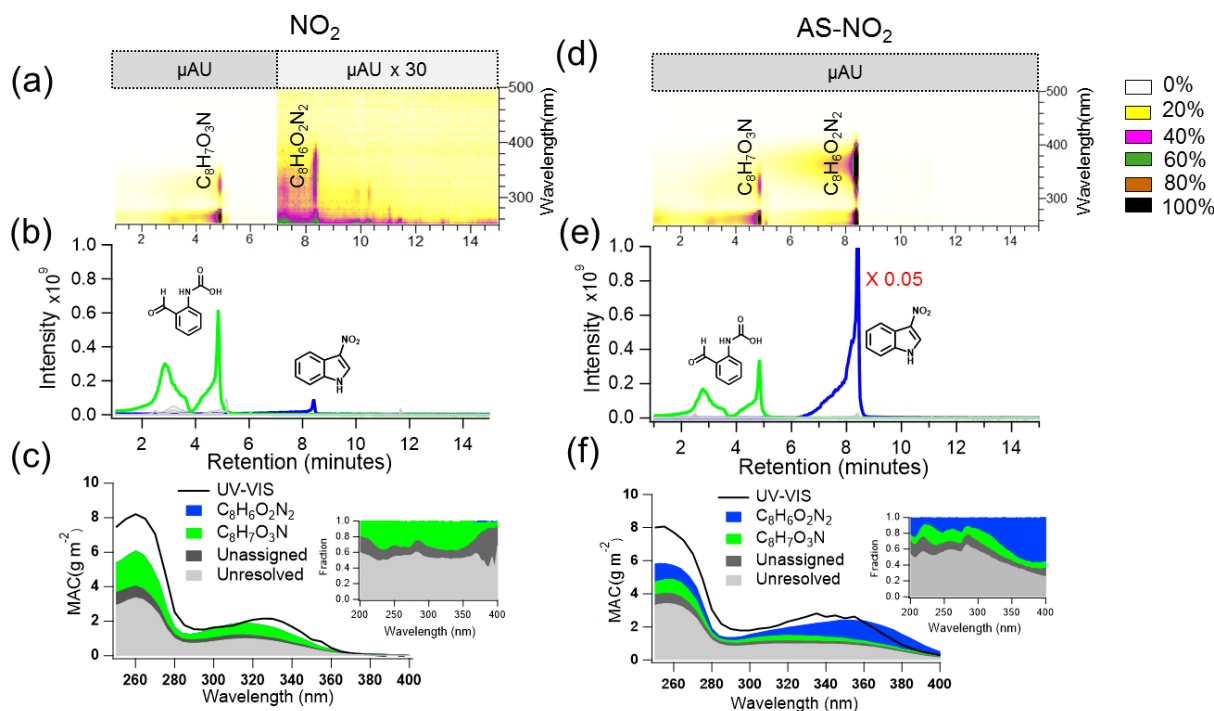 NO₂
AS-NO₂
(a)
µAU
µAU x 30
C₈H₇O₃N
C₈H₆O₂N₂
500
400
300
Wavelength(nm)
2 4 6 8 10 12 14
(d)
µAU
C₈H₇O₃N
C₈H₆O₂N₂
500
400
300
Wavelength(nm)
2 4 6 8 10 12 14
0%
20%
40%
60%
80%
100%
(b)
Intensity x10⁹
1.0
0.8
0.6
0.4
0.2
0.0
H
O
NH
O
OH
NO₂
N
H
2 4 6 8 10 12 14
Retention (minutes)
(e)
Intensity x10⁹
1.0
0.8
0.6
0.4
0.2
0.0
X 0.05
H
O
NH
O
OH
NO₂
N
H
2 4 6 8 10 12 14
Retention (minutes)
(c)
MAC(g m⁻²)
10
8
6
4
2
0
UV-VIS
C₈H₆O₂N₂
C₈H₇O₃N
Unassigned
Unresolved
Fraction
1.0
0.8
0.6
0.4
0.2
0.0
200 250 300 350 400
Wavelength (nm)
260 280 300 320 340 360 380 400
Wavelength (nm)
(f)
MAC(g m⁻²)
10
8
6
4
2
0
UV-VIS
C₈H₆O₂N₂
C₈H₇O₃N
Unassigned
Unresolved
Fraction
1.0
0.8
0.6
0.4
0.2
0.0
200 250 300 350 400
Wavelength (nm)
260 280 300 320 340 360 380 400
Wavelength (nm)